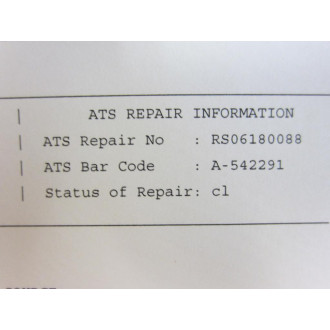 | ATS REPAIR INFORMATION
| ATS Repair No : RS06180088
| ATS Bar Code : A-542291
| Status of Repair: cl